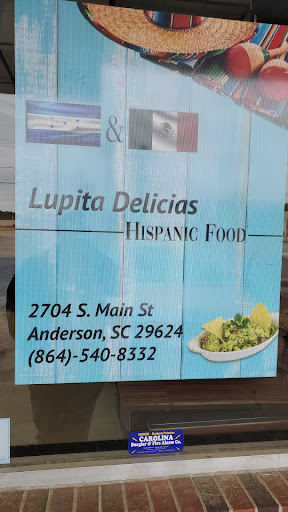 &
Lupita Delicias
HISPANIC FOOD
2704 S. Main St
Anderson, SC 29624
(864)-540-8332
CAROLINA
Burglar & Fire Alarm Co.